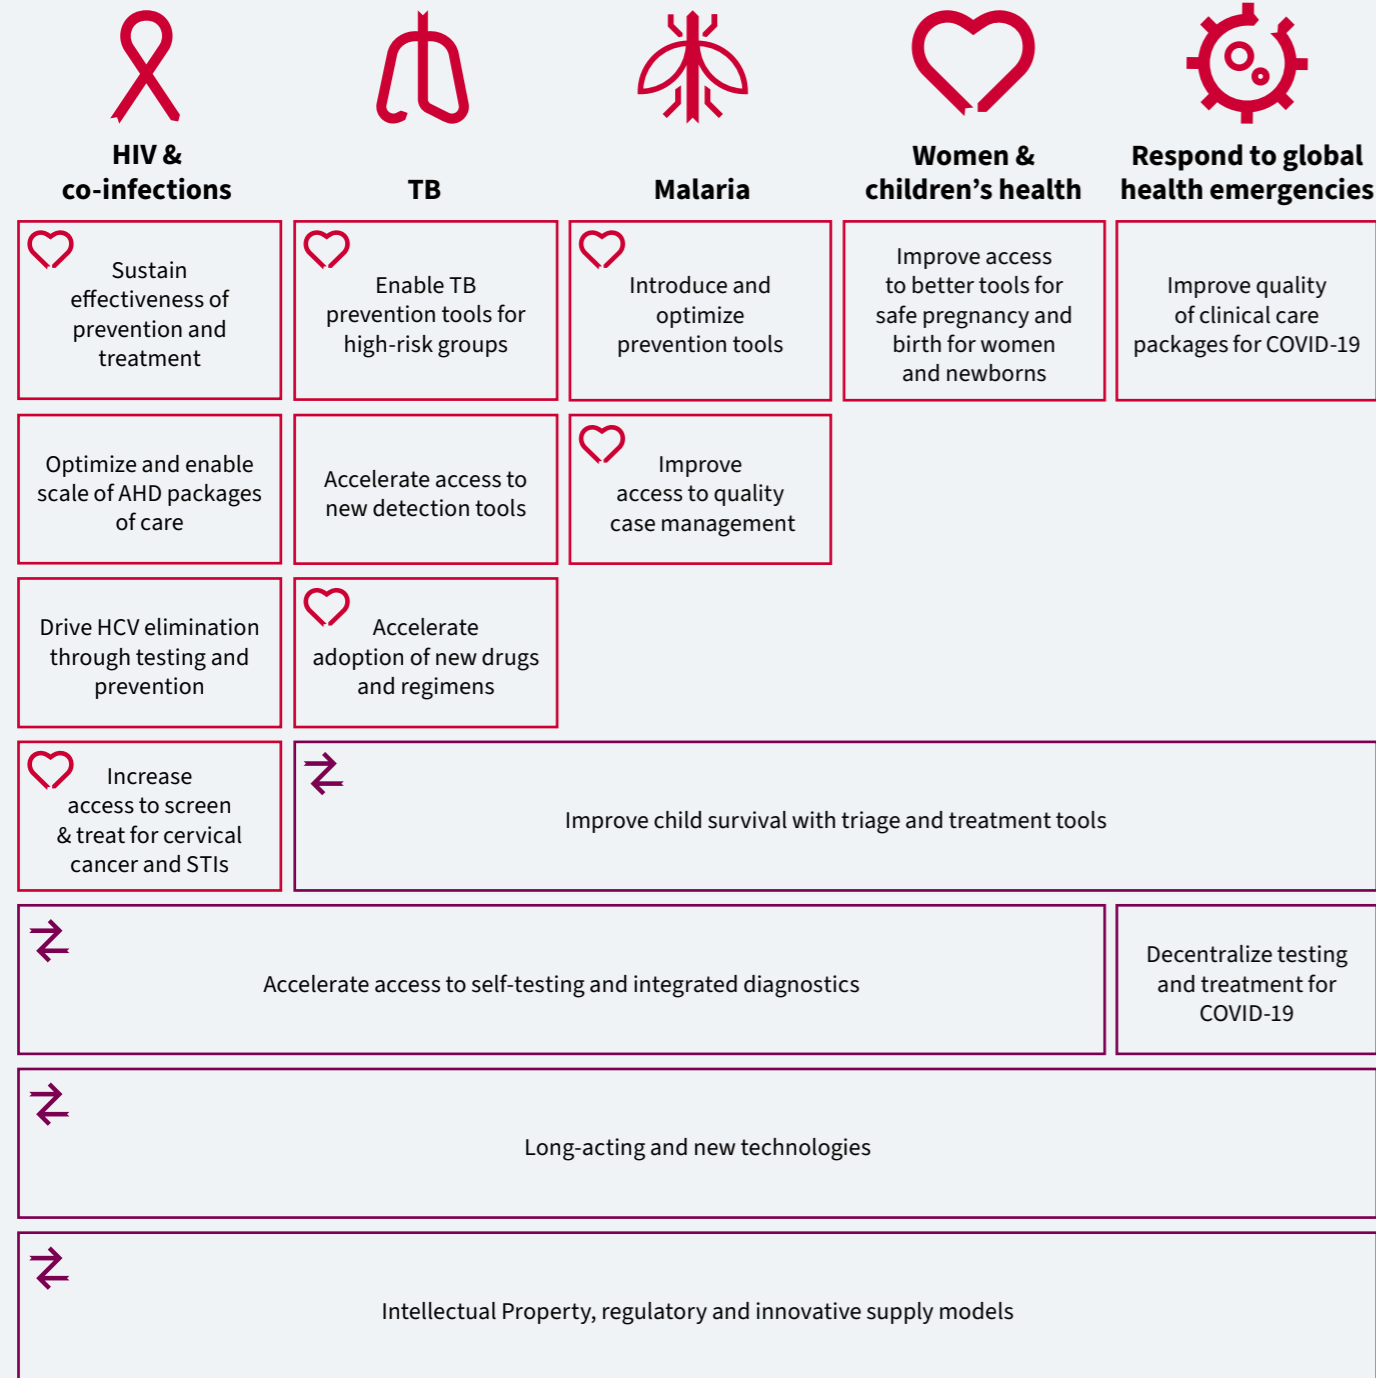 HIV &
co-infections
TB
Malaria
Women &
children’s health
Respond to global
health emergencies
Sustain
effectiveness of
prevention and
treatment
Enable TB
prevention tools for
high-risk groups
Introduce and
optimize
prevention tools
Improve access
to better tools for
safe pregnancy and
birth for women
and newborns
Improve quality
of clinical care
packages for COVID-19
Optimize and enable
scale of AHD packages
of care
Accelerate access to
new detection tools
Improve
access to quality
case management
Drive HCV elimination
through testing and
prevention
Accelerate
adoption of new drugs
and regimens
Increase
access to screen
& treat for cervical
cancer and STIs
Improve child survival with triage and treatment tools
Accelerate access to self-testing and integrated diagnostics
Decentralize testing
and treatment for
COVID-19
Long-acting and new technologies
Intellectual Property, regulatory and innovative supply models